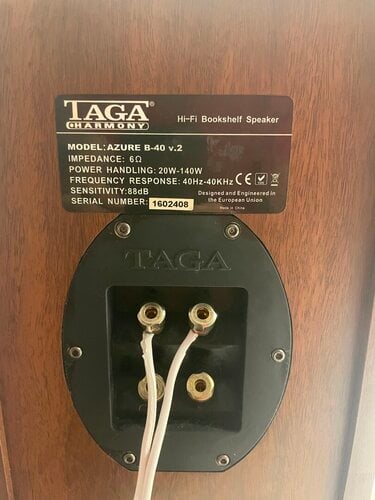 TAGA®
HARMONY
Hi-Fi Bookshelf Speaker
MODEL:AZURE B-40 v.2
IMPEDANCE: 6Ω
POWER HANDLING: 20W-140W
FREQUENCY RESPONSE: 40Hz-40KHz
SENSITIVITY:88dB
SERIAL NUMBER: 1602408
CE
Designed and Engineered in
the European Union
Made in China
TAGA